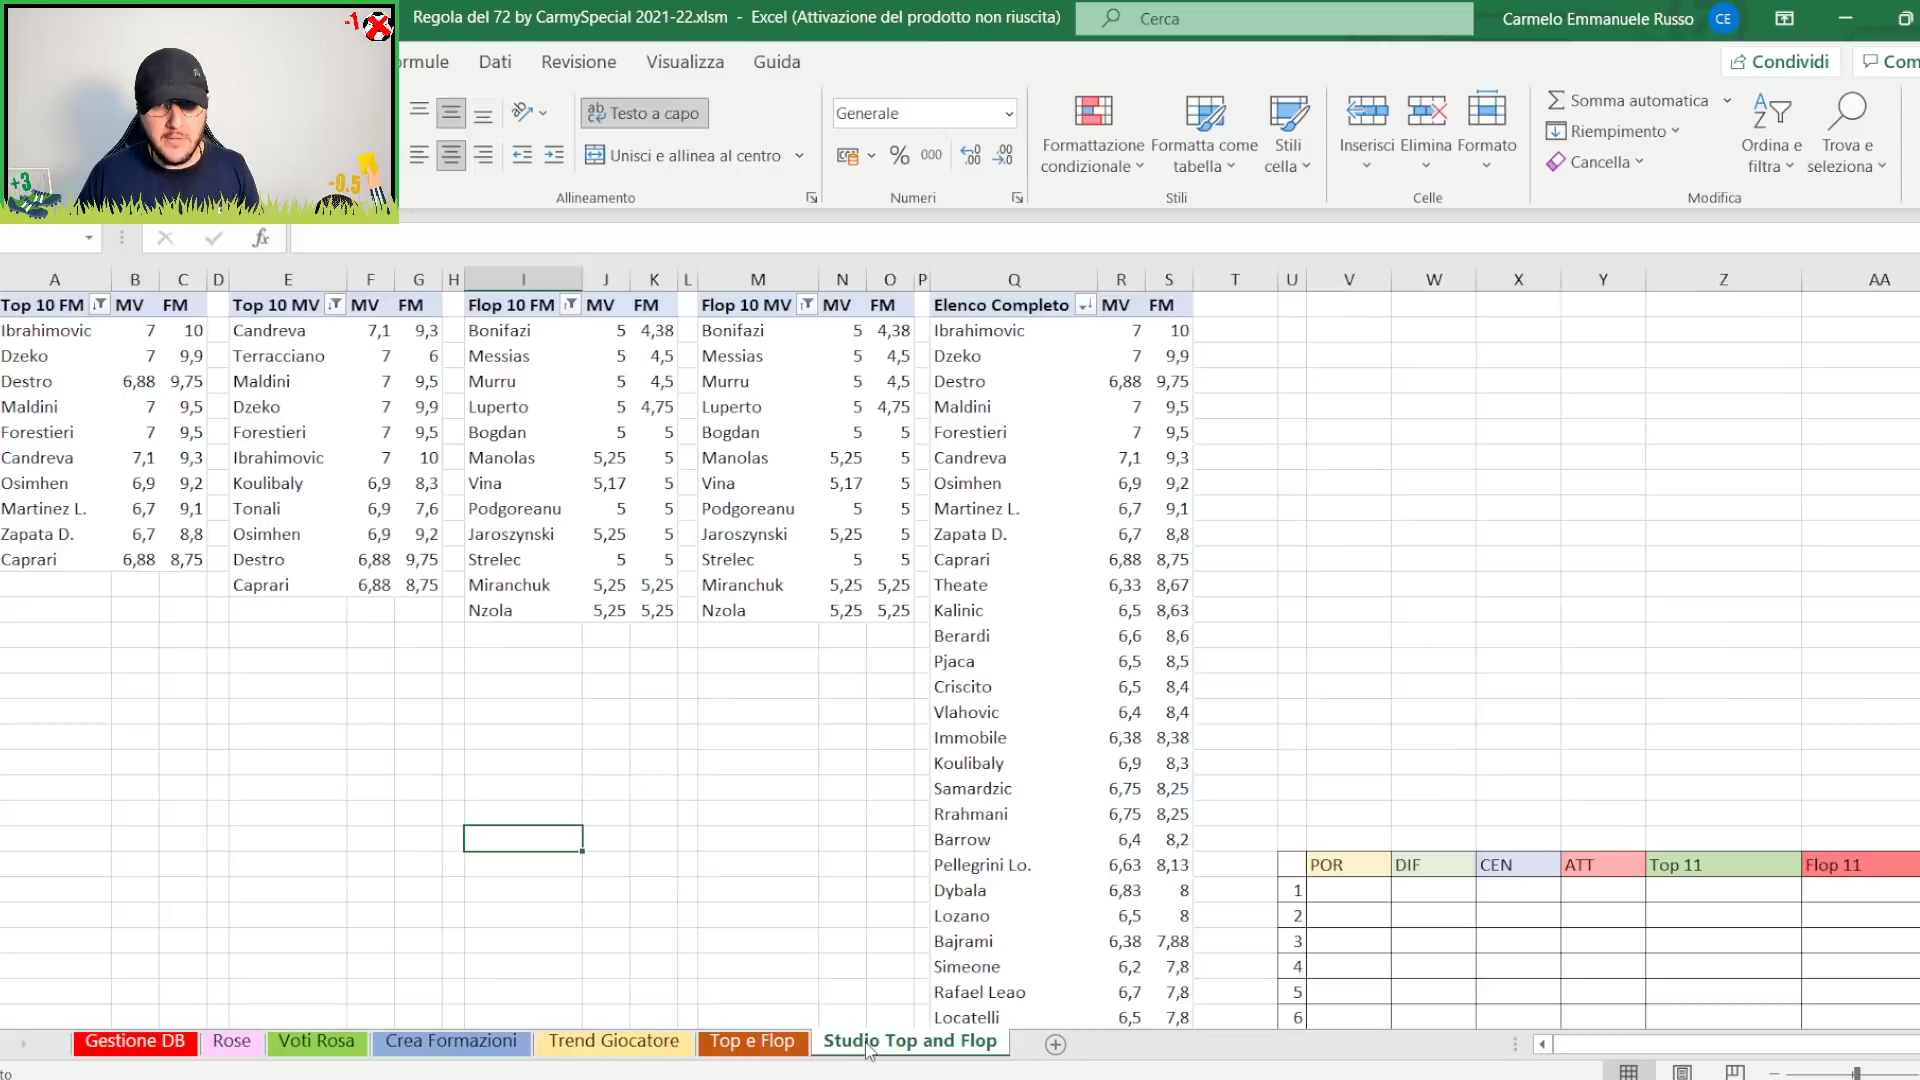 -1
+3
-0.5
Regola del 72 by CarmySpecial 2021-22.xlsm - Excel (Attivazione del prodotto non riuscita)
Cerca
Carmelo Emmanuele Russo CE
ormule Dati Revisione Visualizza Guida
Condividi Com
Testo a capo
Unisci e allinea al centro
Allineamento
Generale
% 000
Numeri
Formattazione condizionale
Formatta come tabella
Stili cella
Stili
Inserisci Elimina Formato
Celle
Somma automatica
Riempimento
Cancella
Ordina e filtra
Trova e seleziona
Modifica
fx
A B C D E F G H I J K L M N O P Q R S T U V W X Y Z AA
Top 10 FM MV FM Top 10 MV MV FM Flop 10 FM MV FM Flop 10 MV MV FM Elenco Completo MV FM
Ibrahimovic 7 10 Candreva 7,1 9,3 Bonifazi 5 4,38 Bonifazi 5 4,38 Ibrahimovic 7 10
Dzeko 7 9,9 Terracciano 7 6 Messias 5 4,5 Messias 5 4,5 Dzeko 7 9,9
Destro 6,88 9,75 Maldini 7 9,5 Murru 5 4,5 Murru 5 4,5 Destro 6,88 9,75
Maldini 7 9,5 Dzeko 7 9,9 Luperto 5 4,75 Luperto 5 4,75 Maldini 7 9,5
Forestieri 7 9,5 Forestieri 7 9,5 Bogdan 5 5 Bogdan 5 5 Forestieri 7 9,5
Candreva 7,1 9,3 Ibrahimovic 7 10 Manolas 5,25 5 Manolas 5,25 5 Candreva 7,1 9,3
Osimhen 6,9 9,2 Koulibaly 6,9 8,3 Vina 5,17 5 Vina 5,17 5 Osimhen 6,9 9,2
Martinez L. 6,7 9,1 Tonali 6,9 7,6 Podgoreanu 5 5 Podgoreanu 5 5 Martinez L. 6,7 9,1
Zapata D. 6,7 8,8 Osimhen 6,9 9,2 Jaroszynski 5,25 5 Jaroszynski 5,25 5 Zapata D. 6,7 8,8
Caprari 6,88 8,75 Destro 6,88 9,75 Strelec 5 5 Strelec 5 5 Caprari 6,88 8,75
Caprari 6,88 8,75 Miranchuk 5,25 5,25 Miranchuk 5,25 5,25 Theate 6,33 8,67
Nzola 5,25 5,25 Nzola 5,25 5,25 Kalinic 6,5 8,63
Berardi 6,6 8,6
Pjaca 6,5 8,5
Criscito 6,5 8,4
Vlahovic 6,4 8,4
Immobile 6,38 8,38
Koulibaly 6,9 8,3
Samardzic 6,75 8,25
Rrahmani 6,75 8,25
Barrow 6,4 8,2
Pellegrini Lo. 6,63 8,13 POR DIF CEN ATT Top 11 Flop 11
Dybala 6,83 8 1
Lozano 6,5 8 2
Bajrami 6,38 7,88 3
Simeone 6,2 7,8 4
Rafael Leao 6,7 7,8 5
Locatelli 6,5 7,8 6
Gestione DB Rose Voti Rosa Crea Formazioni Trend Giocatore Top e Flop Studio Top and Flop
to